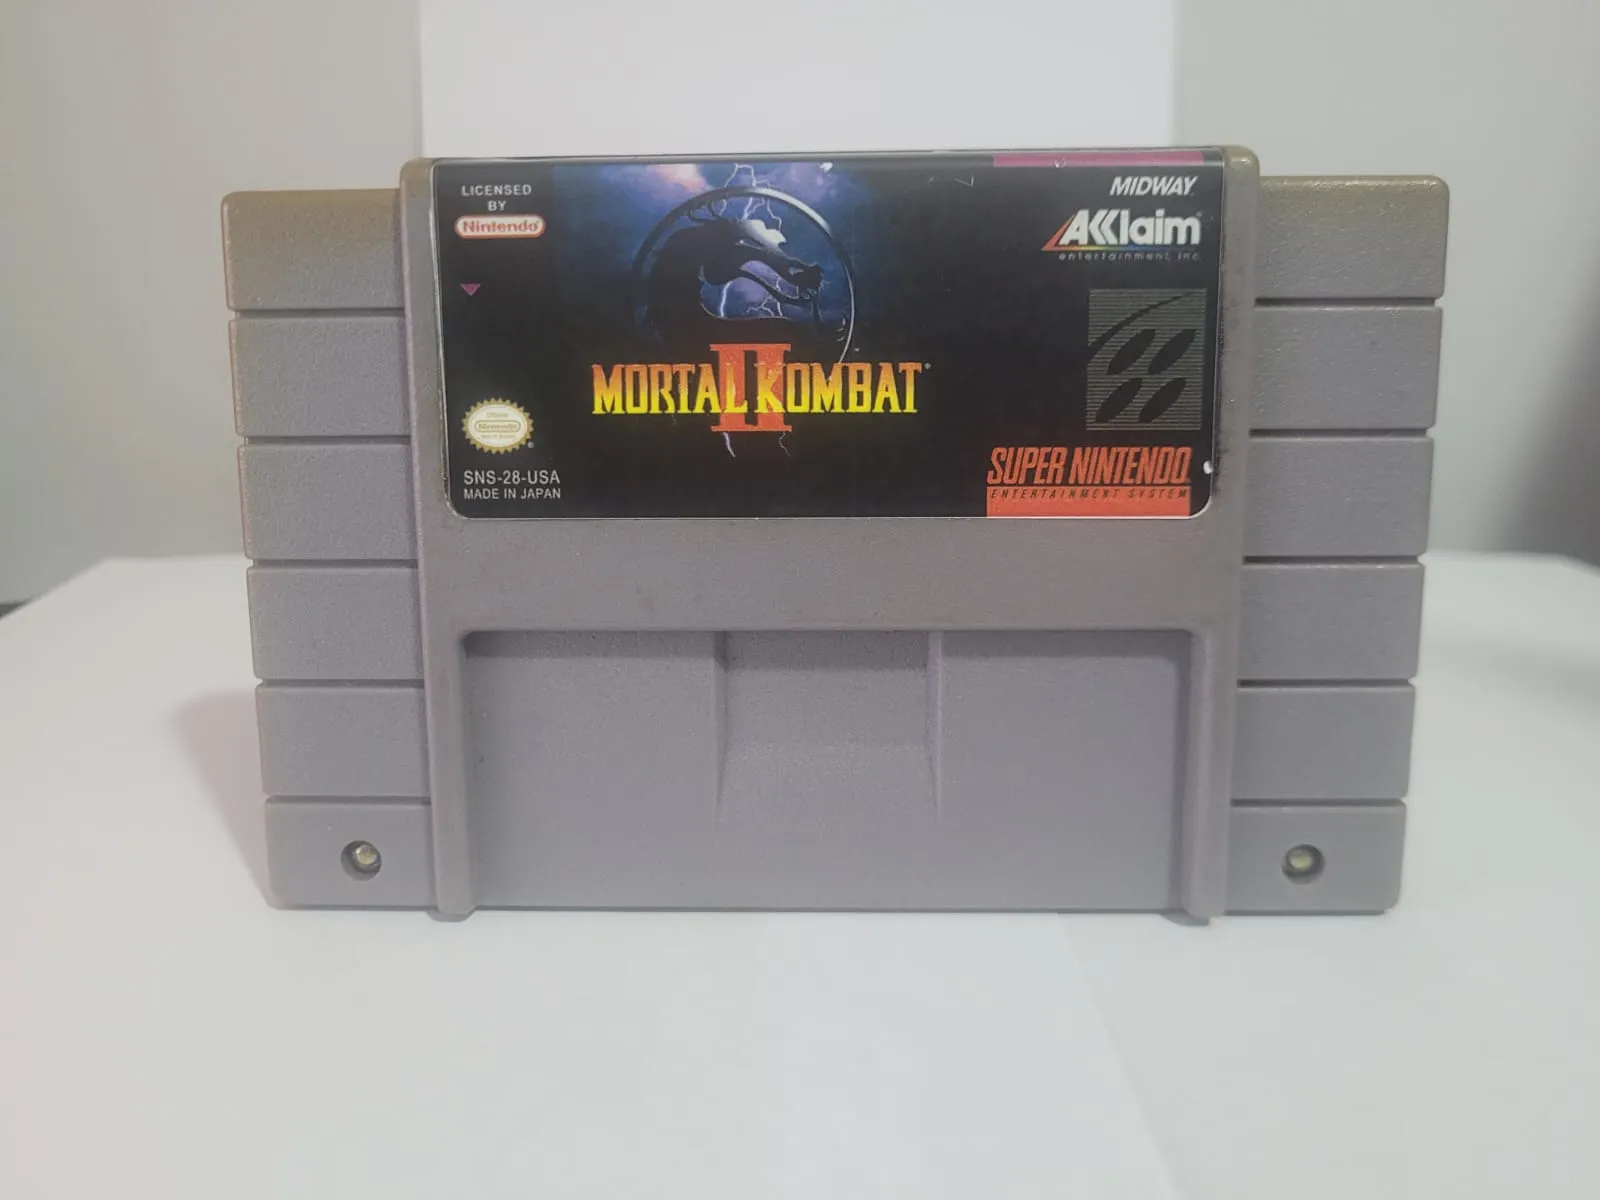 LICENSED
BY
Nintendo
MIDWAY
AKKlaim
entertainment, inc.
MORTAL KOMBAT
II
Nintendo
SNS-28-USA
MADE IN JAPAN
SUPER NINTENDO
ENTERTAINMENT SYSTEM